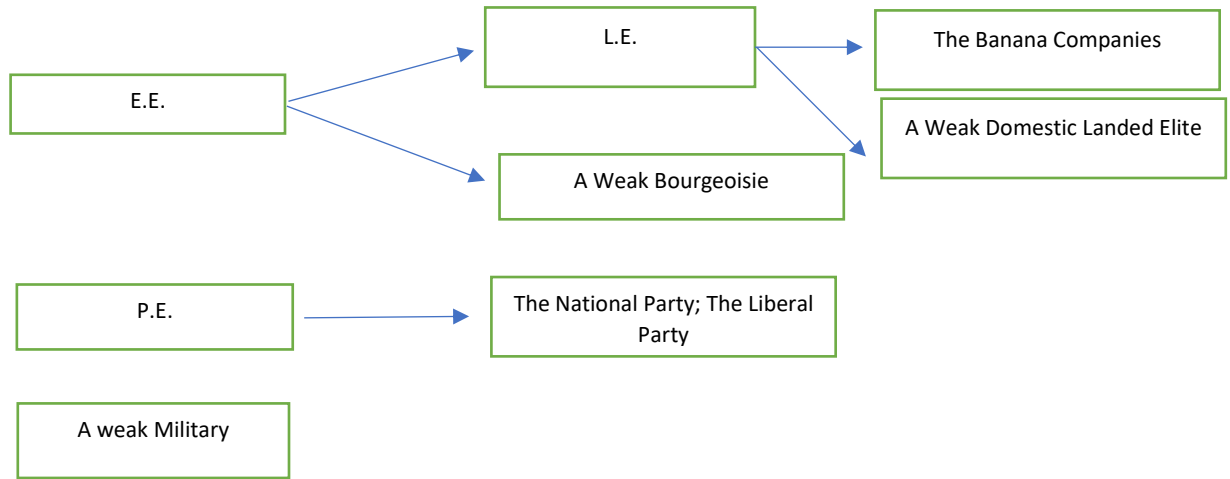 L.E.
The Banana Companies
E.E.
A Weak Domestic Landed Elite
A Weak Bourgeoisie
P.E.
The National Party; The Liberal
Party
A weak Military